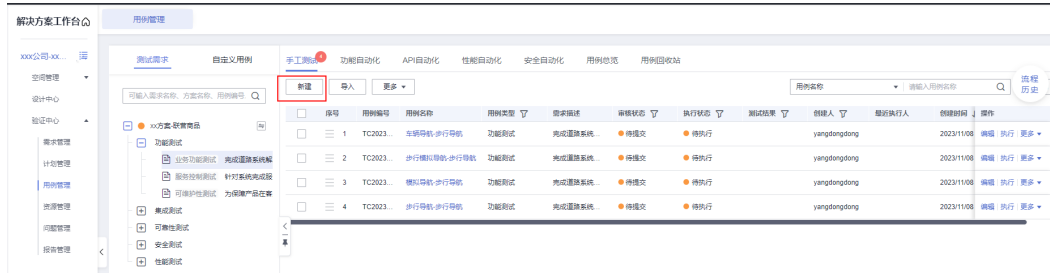 解决方案工作台
用例管理
xxx公司-xx...
空间管理
设计中心
验证中心
需求管理
计划管理
用例管理
资源管理
问题管理
报告管理
测试需求 自定义用例
可输入需求名称、方案名称、用例编号
xx方案-联营商品
功能测试
业务功能测试 完成道路系统解
服务控制测试 针对系统完成服
可维护性测试 为保障产品在客
集成测试
可靠性测试
安全测试
性能测试
手工测试 4 功能自动化 API自动化 性能自动化 安全自动化 用例总览 用例回收站
新建 导入 更多 用例名称 请输入用例名称
流程
历史
序号 用例编号 用例名称 用例类型 需求描述 审核状态 执行状态 测试结果 创建人 最近执行人 创建时间 操作
1 TC2023... 车辆导航-步行导航 功能测试 完成道路系统... 待提交 待执行 yangdongdong 2023/11/08 编辑 执行 更多
2 TC2023... 步行模拟导航-步行导航 功能测试 完成道路系统... 待提交 待执行 yangdongdong 2023/11/08 编辑 执行 更多
3 TC2023... 模拟导航-步行导航 功能测试 完成道路系统... 待提交 待执行 yangdongdong 2023/11/08 编辑 执行 更多
4 TC2023... 步行导航-步行导航 功能测试 完成道路系统... 待提交 待执行 yangdongdong 2023/11/08 编辑 执行 更多